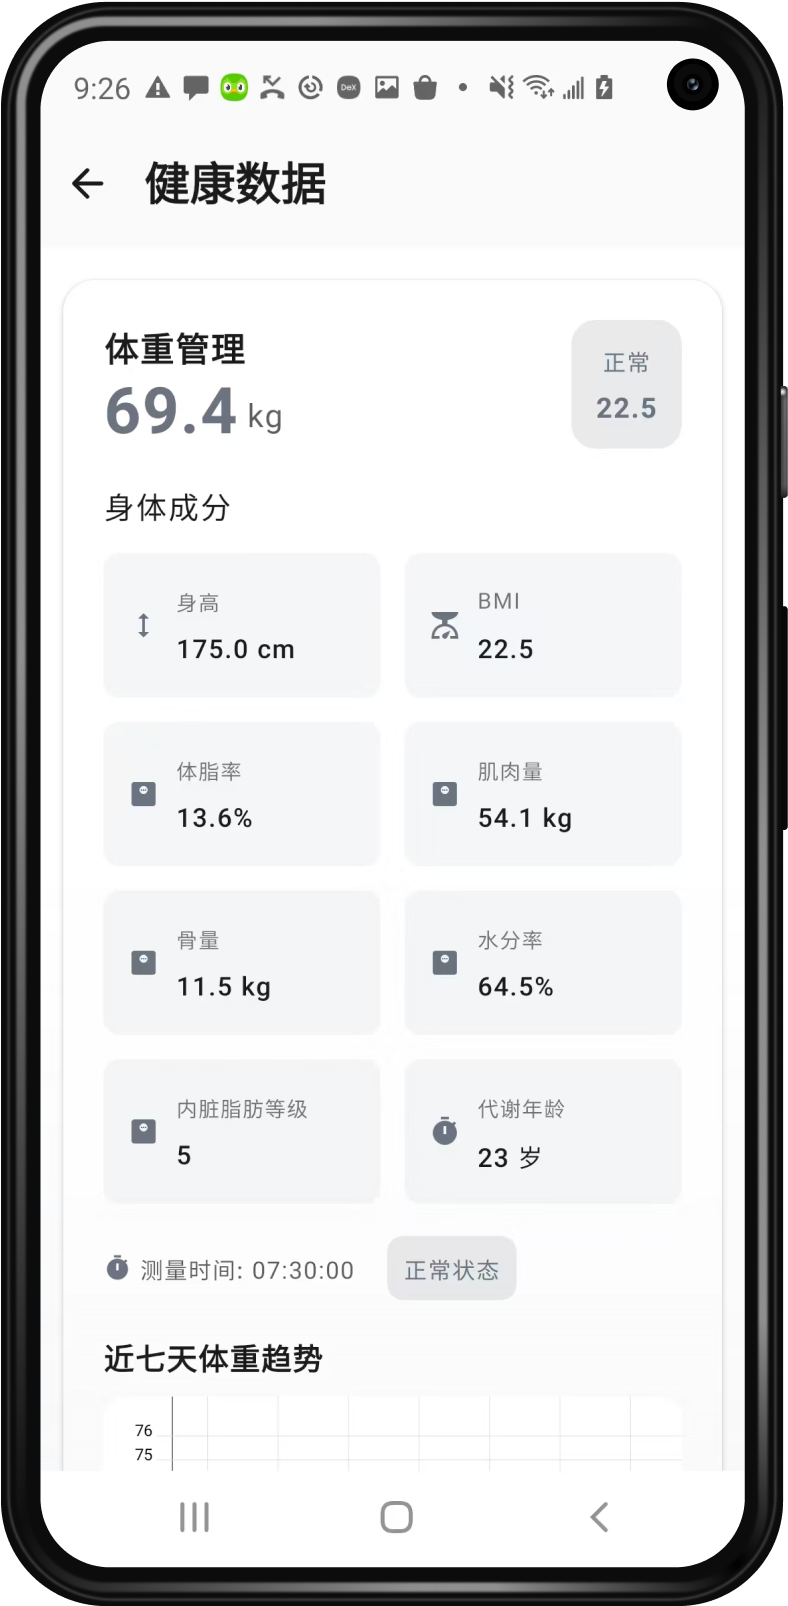 9:26
DeX
健康数据
体重管理
69.4 kg
正常
22.5
身体成分
身高
175.0 cm
BMI
22.5
体脂率
13.6%
肌肉量
54.1 kg
骨量
11.5 kg
水分率
64.5%
内脏脂肪等级
5
代谢年龄
23 岁
测量时间: 07:30:00
正常状态
近七天体重趋势
76
75